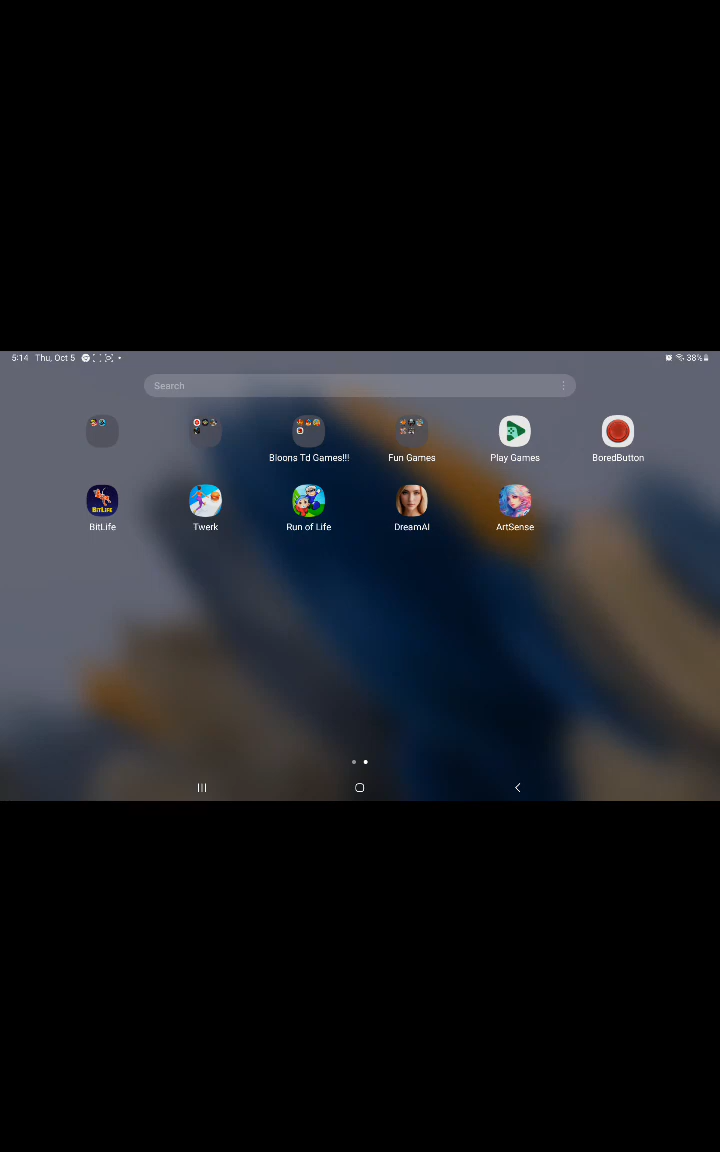 5:14 Thu, Oct 5
38%
Search
Bloons Td Games!!!
Fun Games
Play Games
BoredButton
BITLIFE
BitLife
Twerk
Run of Life
DreamAI
ArtSense